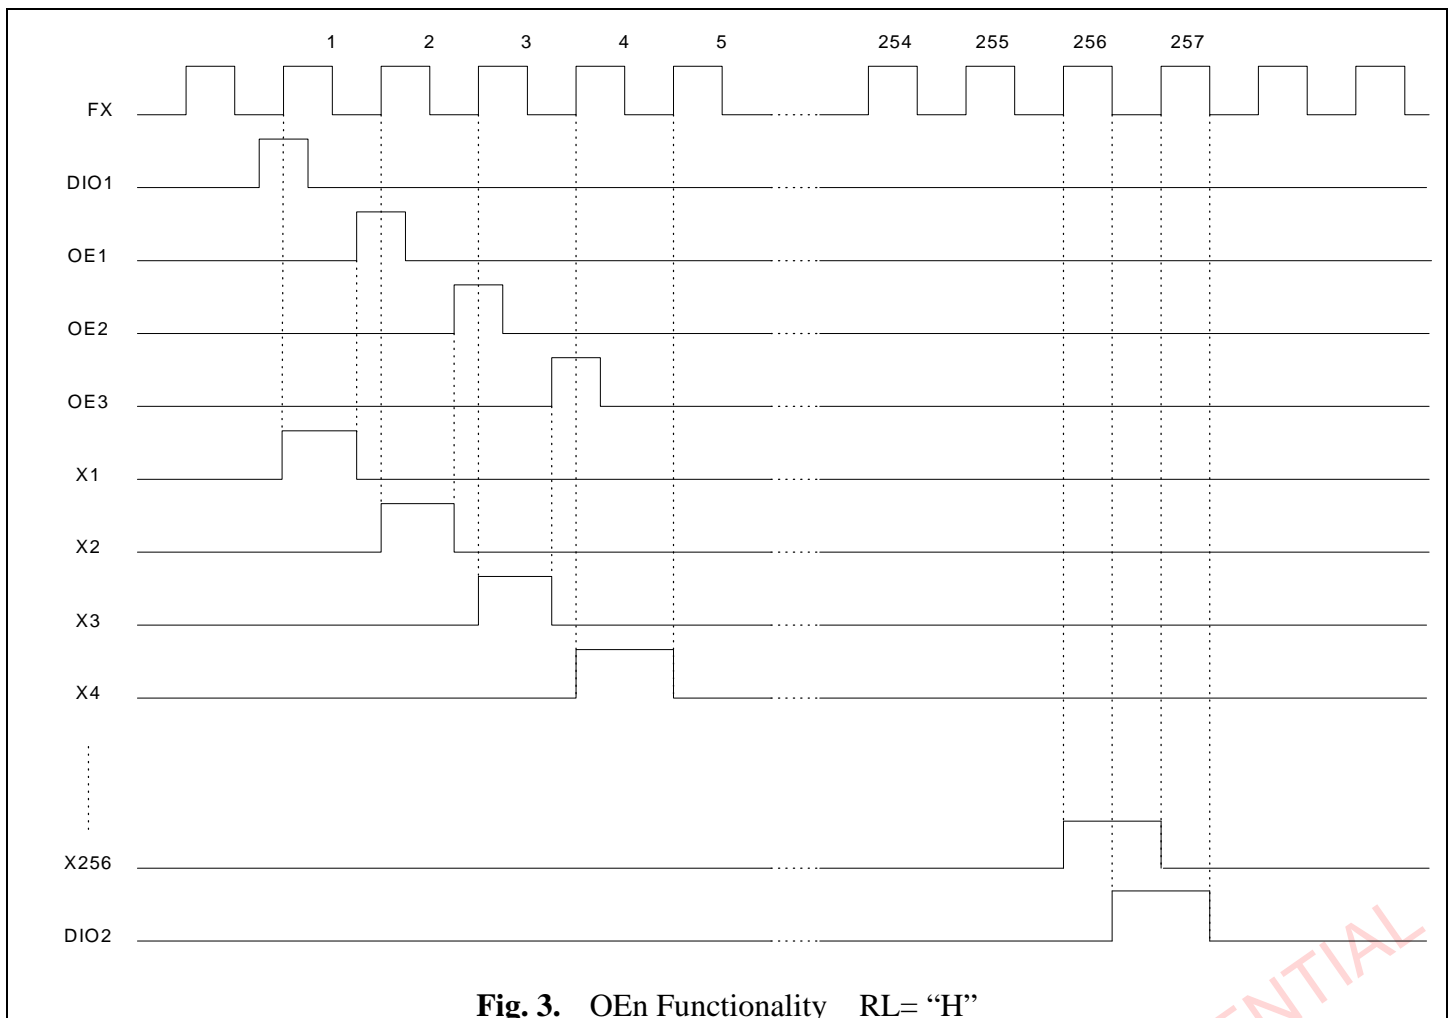 1 2 3 4 5 254 255 256 257
FX
DIO1
OE1
OE2
OE3
X1
X2
X3
X4
X256
DIO2
ENTIAL
Fig. 3. OEn Functionality RL= “H”